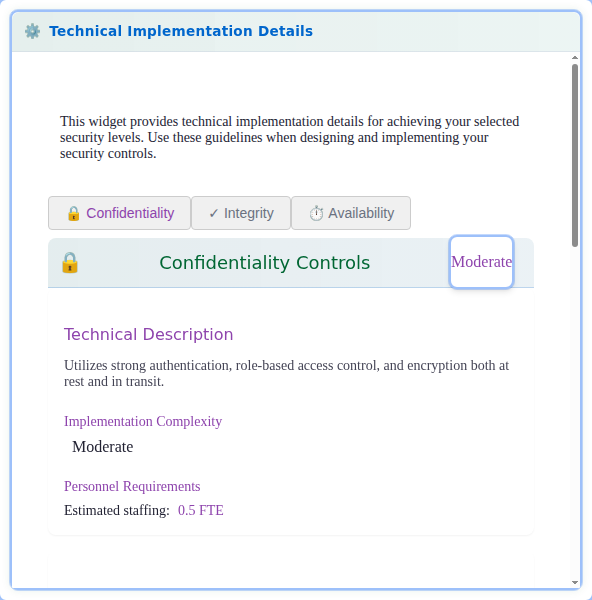 ⚙️ Technical Implementation Details
This widget provides technical implementation details for achieving your selected
security levels. Use these guidelines when designing and implementing your
security controls.
🔒 Confidentiality ✓ Integrity ⏱️ Availability
🔒 Confidentiality Controls Moderate
Technical Description
Utilizes strong authentication, role-based access control, and encryption both at
rest and in transit.
Implementation Complexity
Moderate
Personnel Requirements
Estimated staffing: 0.5 FTE